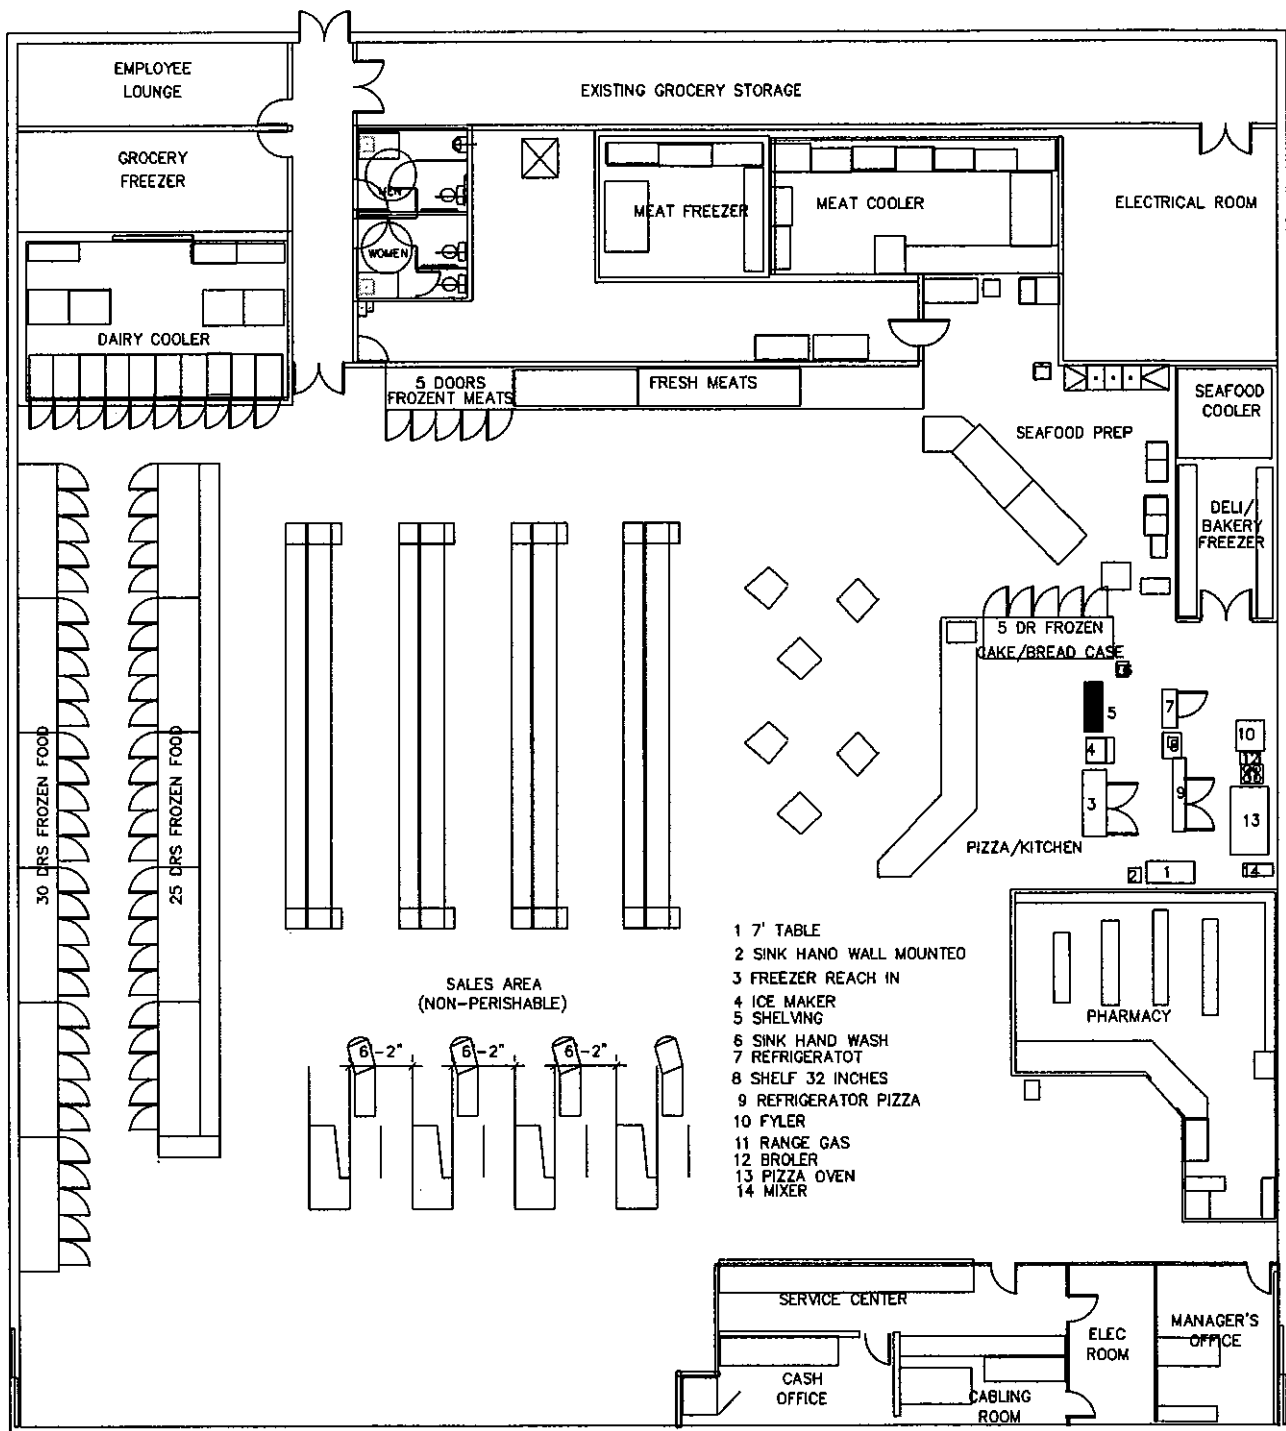 EMPLOYEE
LOUNGE
EXISTING GROCERY STORAGE
GROCERY
FREEZER
MEN
MEAT FREEZER
MEAT COOLER
ELECTRICAL ROOM
WOMEN
DAIRY COOLER
5 DOORS
FROZENT MEATS
FRESH MEATS
SEAFOOD
COOLER
SEAFOOD PREP
DELI/
BAKERY
FREEZER
5 DR FROZEN
CAKE/BREAD CASE
30 DRS FROZEN FOOD
25 DRS FROZEN FOOD
5
7
10
4
8
12
3
9
13
PIZZA/KITCHEN
2
1
14
1 7' TABLE
2 SINK HAND WALL MOUNTED
3 FREEZER REACH IN
4 ICE MAKER
5 SHELVING
6 SINK HAND WASH
7 REFRIGERATOT
8 SHELF 32 INCHES
9 REFRIGERATOR PIZZA
10 FYLER
11 RANGE GAS
12 BROLER
13 PIZZA OVEN
14 MIXER
SALES AREA
(NON-PERISHABLE)
6'-2"
6'-2"
6'-2"
PHARMACY
SERVICE CENTER
CASH
OFFICE
CABLING
ROOM
ELEC
ROOM
MANAGER'S
OFFICE